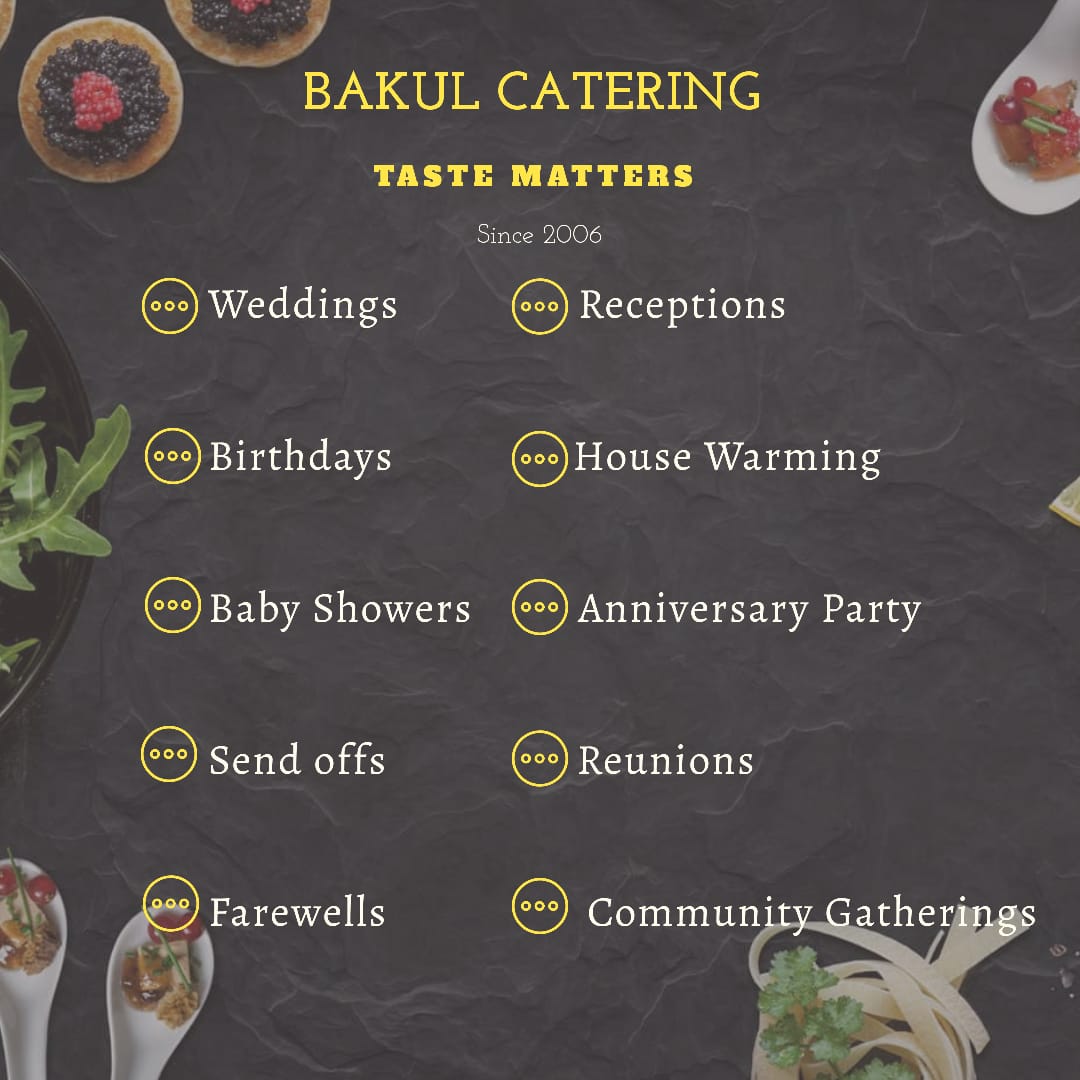 BAKUL CATERING
TASTE MATTERS
Since 2006
Weddings
Receptions
Birthdays
House Warming
Baby Showers
Anniversary Party
Send offs
Reunions
Farewells
Community Gatherings